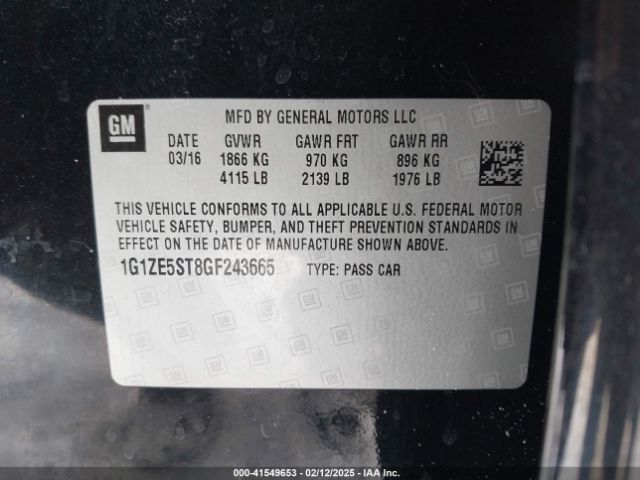 GM
®
MFD BY GENERAL MOTORS LLC
DATE GVWR GAWR FRT GAWR RR
03/16 1866 KG 970 KG 896 KG
4115 LB 2139 LB 1976 LB
THIS VEHICLE CONFORMS TO ALL APPLICABLE U.S. FEDERAL MOTOR
VEHICLE SAFETY, BUMPER, AND THEFT PREVENTION STANDARDS IN
EFFECT ON THE DATE OF MANUFACTURE SHOWN ABOVE.
1G1ZE5ST8GF243665 TYPE: PASS CAR
000-41549653 - 02/12/2025 - IAA Inc.